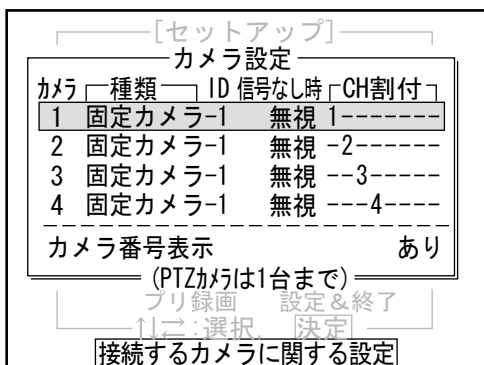 [セットアップ]
カメラ設定
カメラ 種類 ID 信号なし時 CH割付
1 固定カメラ-1 無視 1-------
2 固定カメラ-1 無視 -2------
3 固定カメラ-1 無視 --3-----
4 固定カメラ-1 無視 ---4----
カメラ番号表示 あり
(PTZカメラは1台まで)
プリ録画 設定&終了
↑↓⇄:選択, 決定
接続するカメラに関する設定